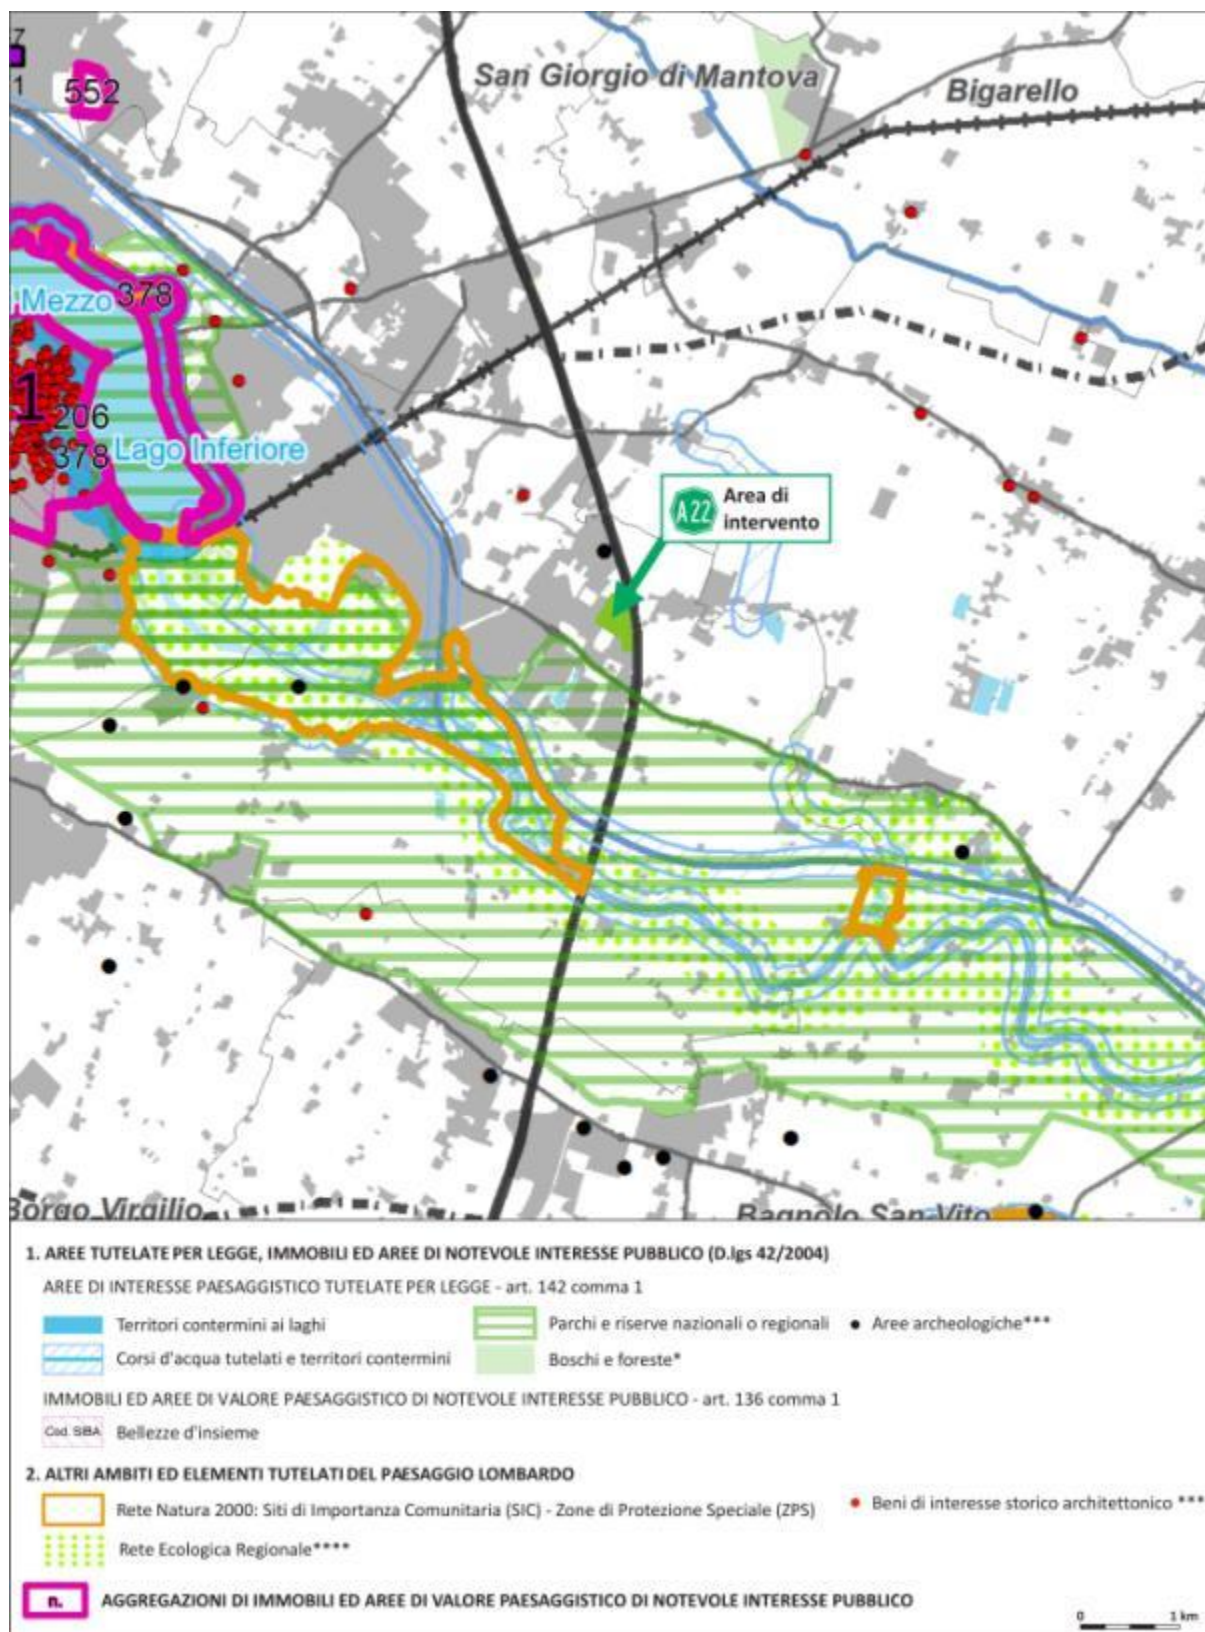 7
1
552
San Giorgio di Mantova
Bigarello
Mezzo 378
1
206
378
Lago Inferiore
A22
Area di
intervento
Borgo Virgilio
Bagnolo San Vito
1. AREE TUTELATE PER LEGGE, IMMOBILI ED AREE DI NOTEVOLE INTERESSE PUBBLICO (D.lgs 42/2004)
AREE DI INTERESSE PAESAGGISTICO TUTELATE PER LEGGE - art. 142 comma 1
Territori contermini ai laghi
Parchi e riserve nazionali o regionali
Aree archeologiche***
Corsi d'acqua tutelati e territori contermini
Boschi e foreste*
IMMOBILI ED AREE DI VALORE PAESAGGISTICO DI NOTEVOLE INTERESSE PUBBLICO - art. 136 comma 1
Cod. SIBA
Bellezze d'insieme
2. ALTRI AMBITI ED ELEMENTI TUTELATI DEL PAESAGGIO LOMBARDO
Rete Natura 2000: Siti di Importanza Comunitaria (SIC) - Zone di Protezione Speciale (ZPS)
Beni di interesse storico architettonico ***
Rete Ecologica Regionale****
n.
AGGREGAZIONI DI IMMOBILI ED AREE DI VALORE PAESAGGISTICO DI NOTEVOLE INTERESSE PUBBLICO
0 1 km